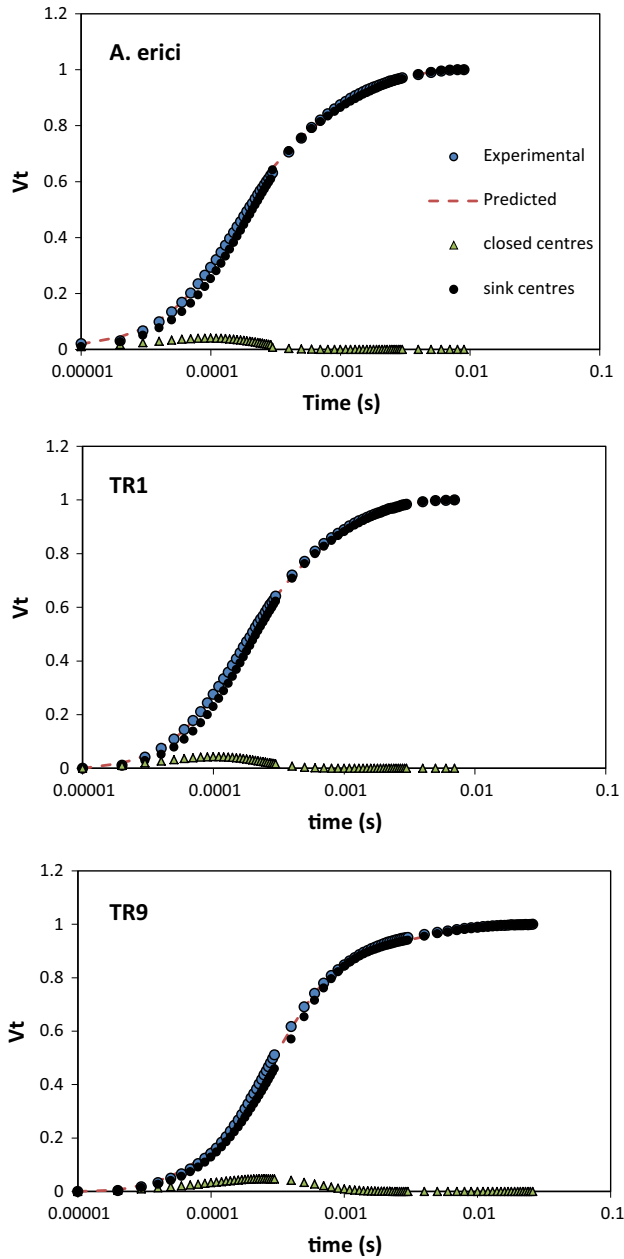 A. erici
1.2
1
0.8
0.6
0.4
0.2
0
Vt
Experimental
Predicted
closed centres
sink centres
0.00001 0.0001 0.001 0.01 0.1
Time (s)
TR1
1.2
1
0.8
0.6
0.4
0.2
0
Vt
0.00001 0.0001 0.001 0.01 0.1
time (s)
TR9
1.2
1
0.8
0.6
0.4
0.2
0
Vt
0.00001 0.0001 0.001 0.01 0.1
time (s)